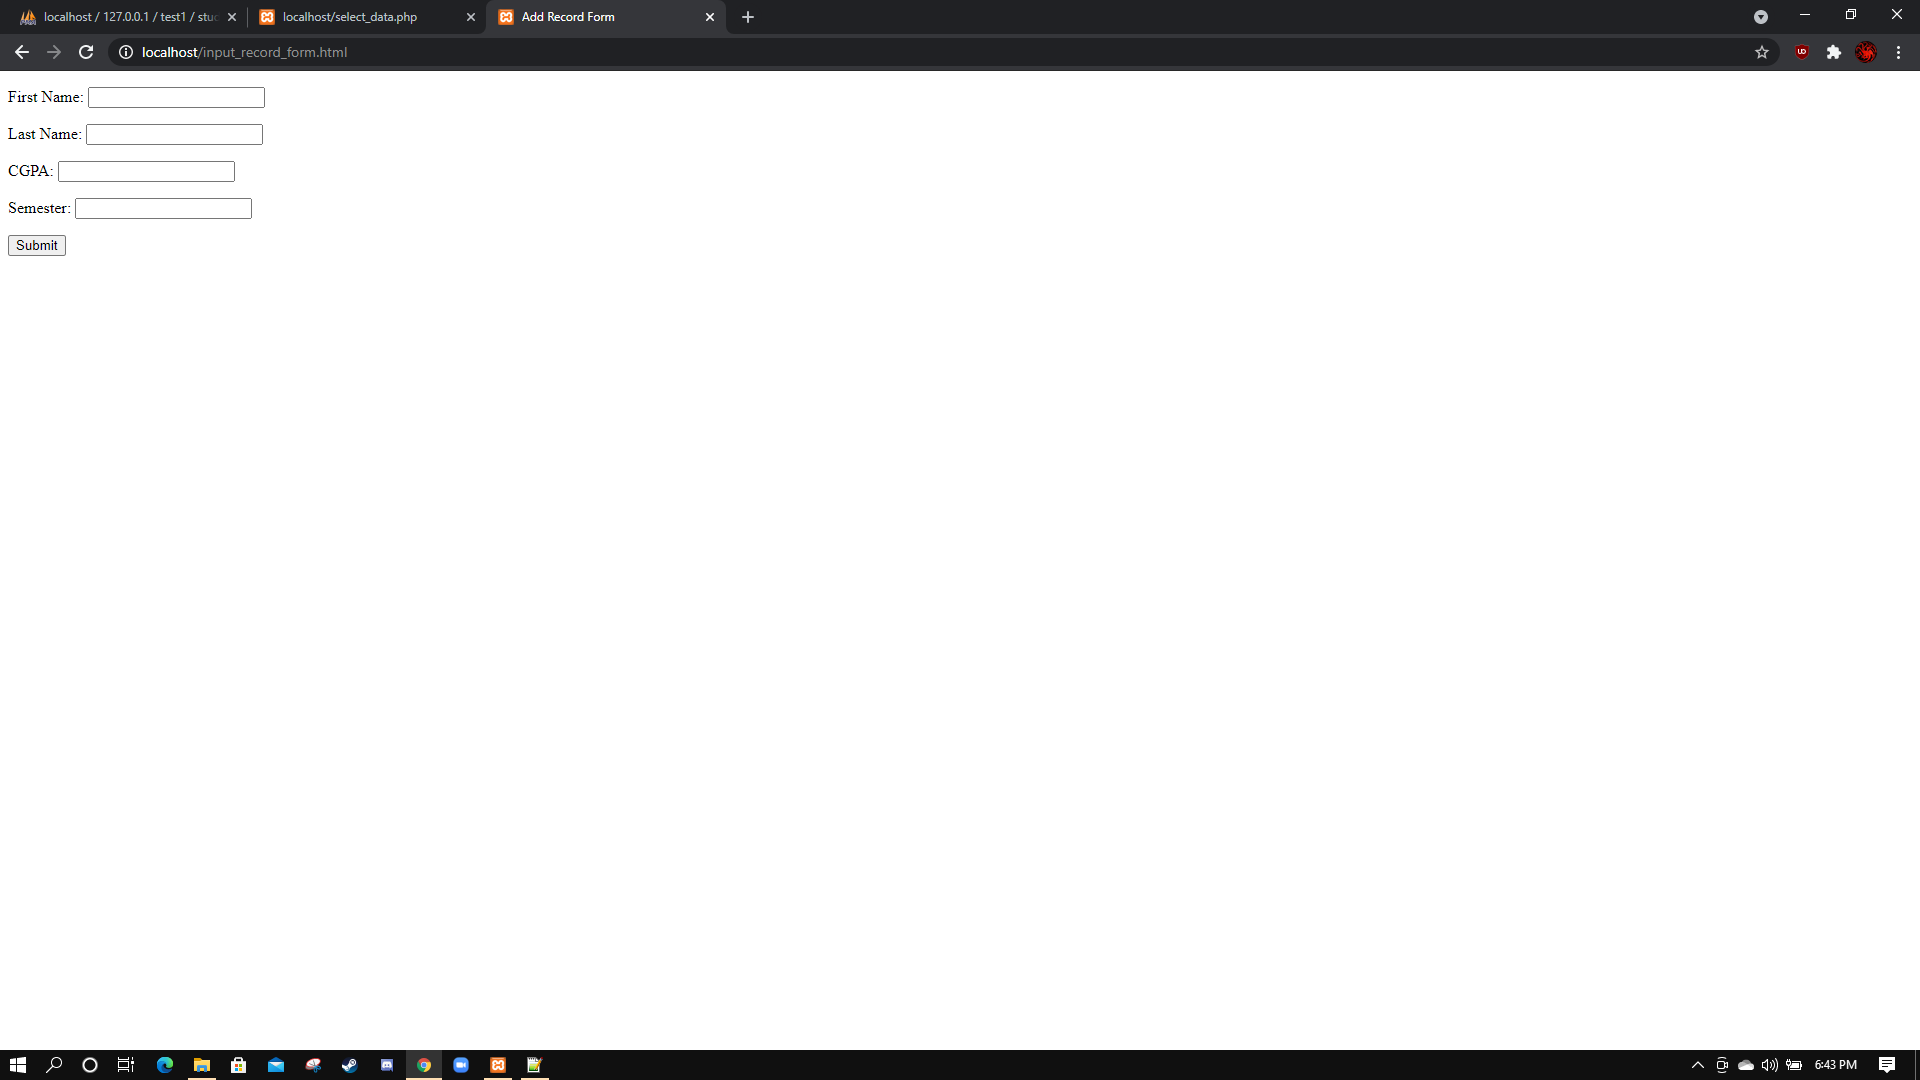 localhost / 127.0.0.1 / test1 / stuc
localhost/select_data.php
Add Record Form
localhost/input_record_form.html
First Name:
Last Name:
CGPA:
Semester:
Submit
6:43 PM